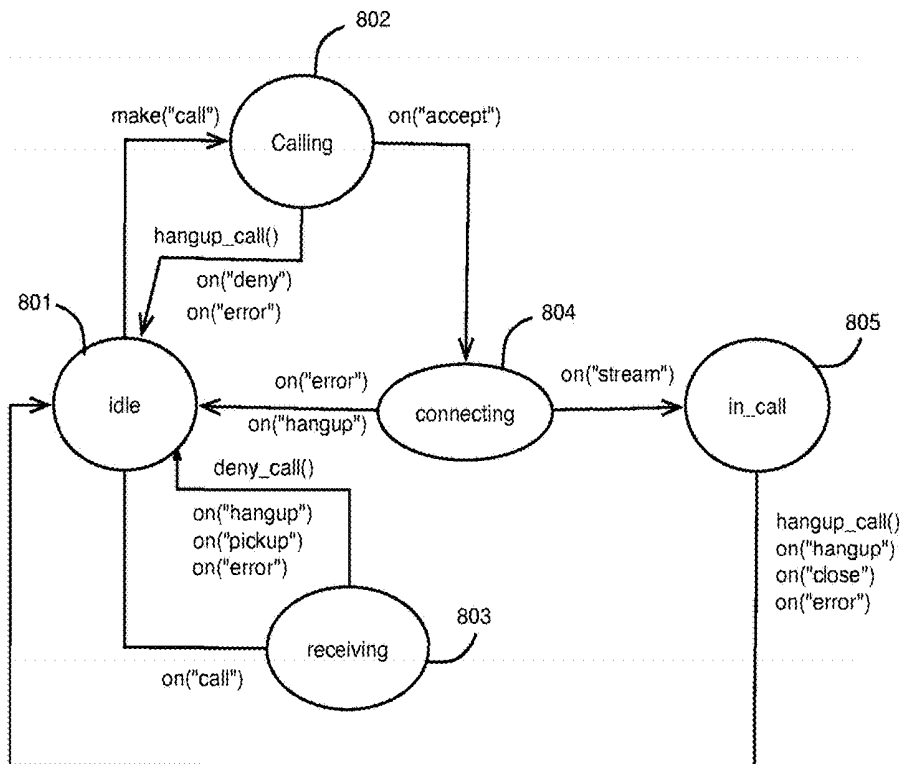 802
make("call")
on("accept")
Calling
hangup_call()
on("deny")
on("error")
801
804
805
idle
on("error")
on("hangup")
connecting
on("stream")
in_call
deny_call()
on("hangup")
on("pickup")
on("error")
hangup_call()
on("hangup")
on("close")
on("error")
803
receiving
on("call")